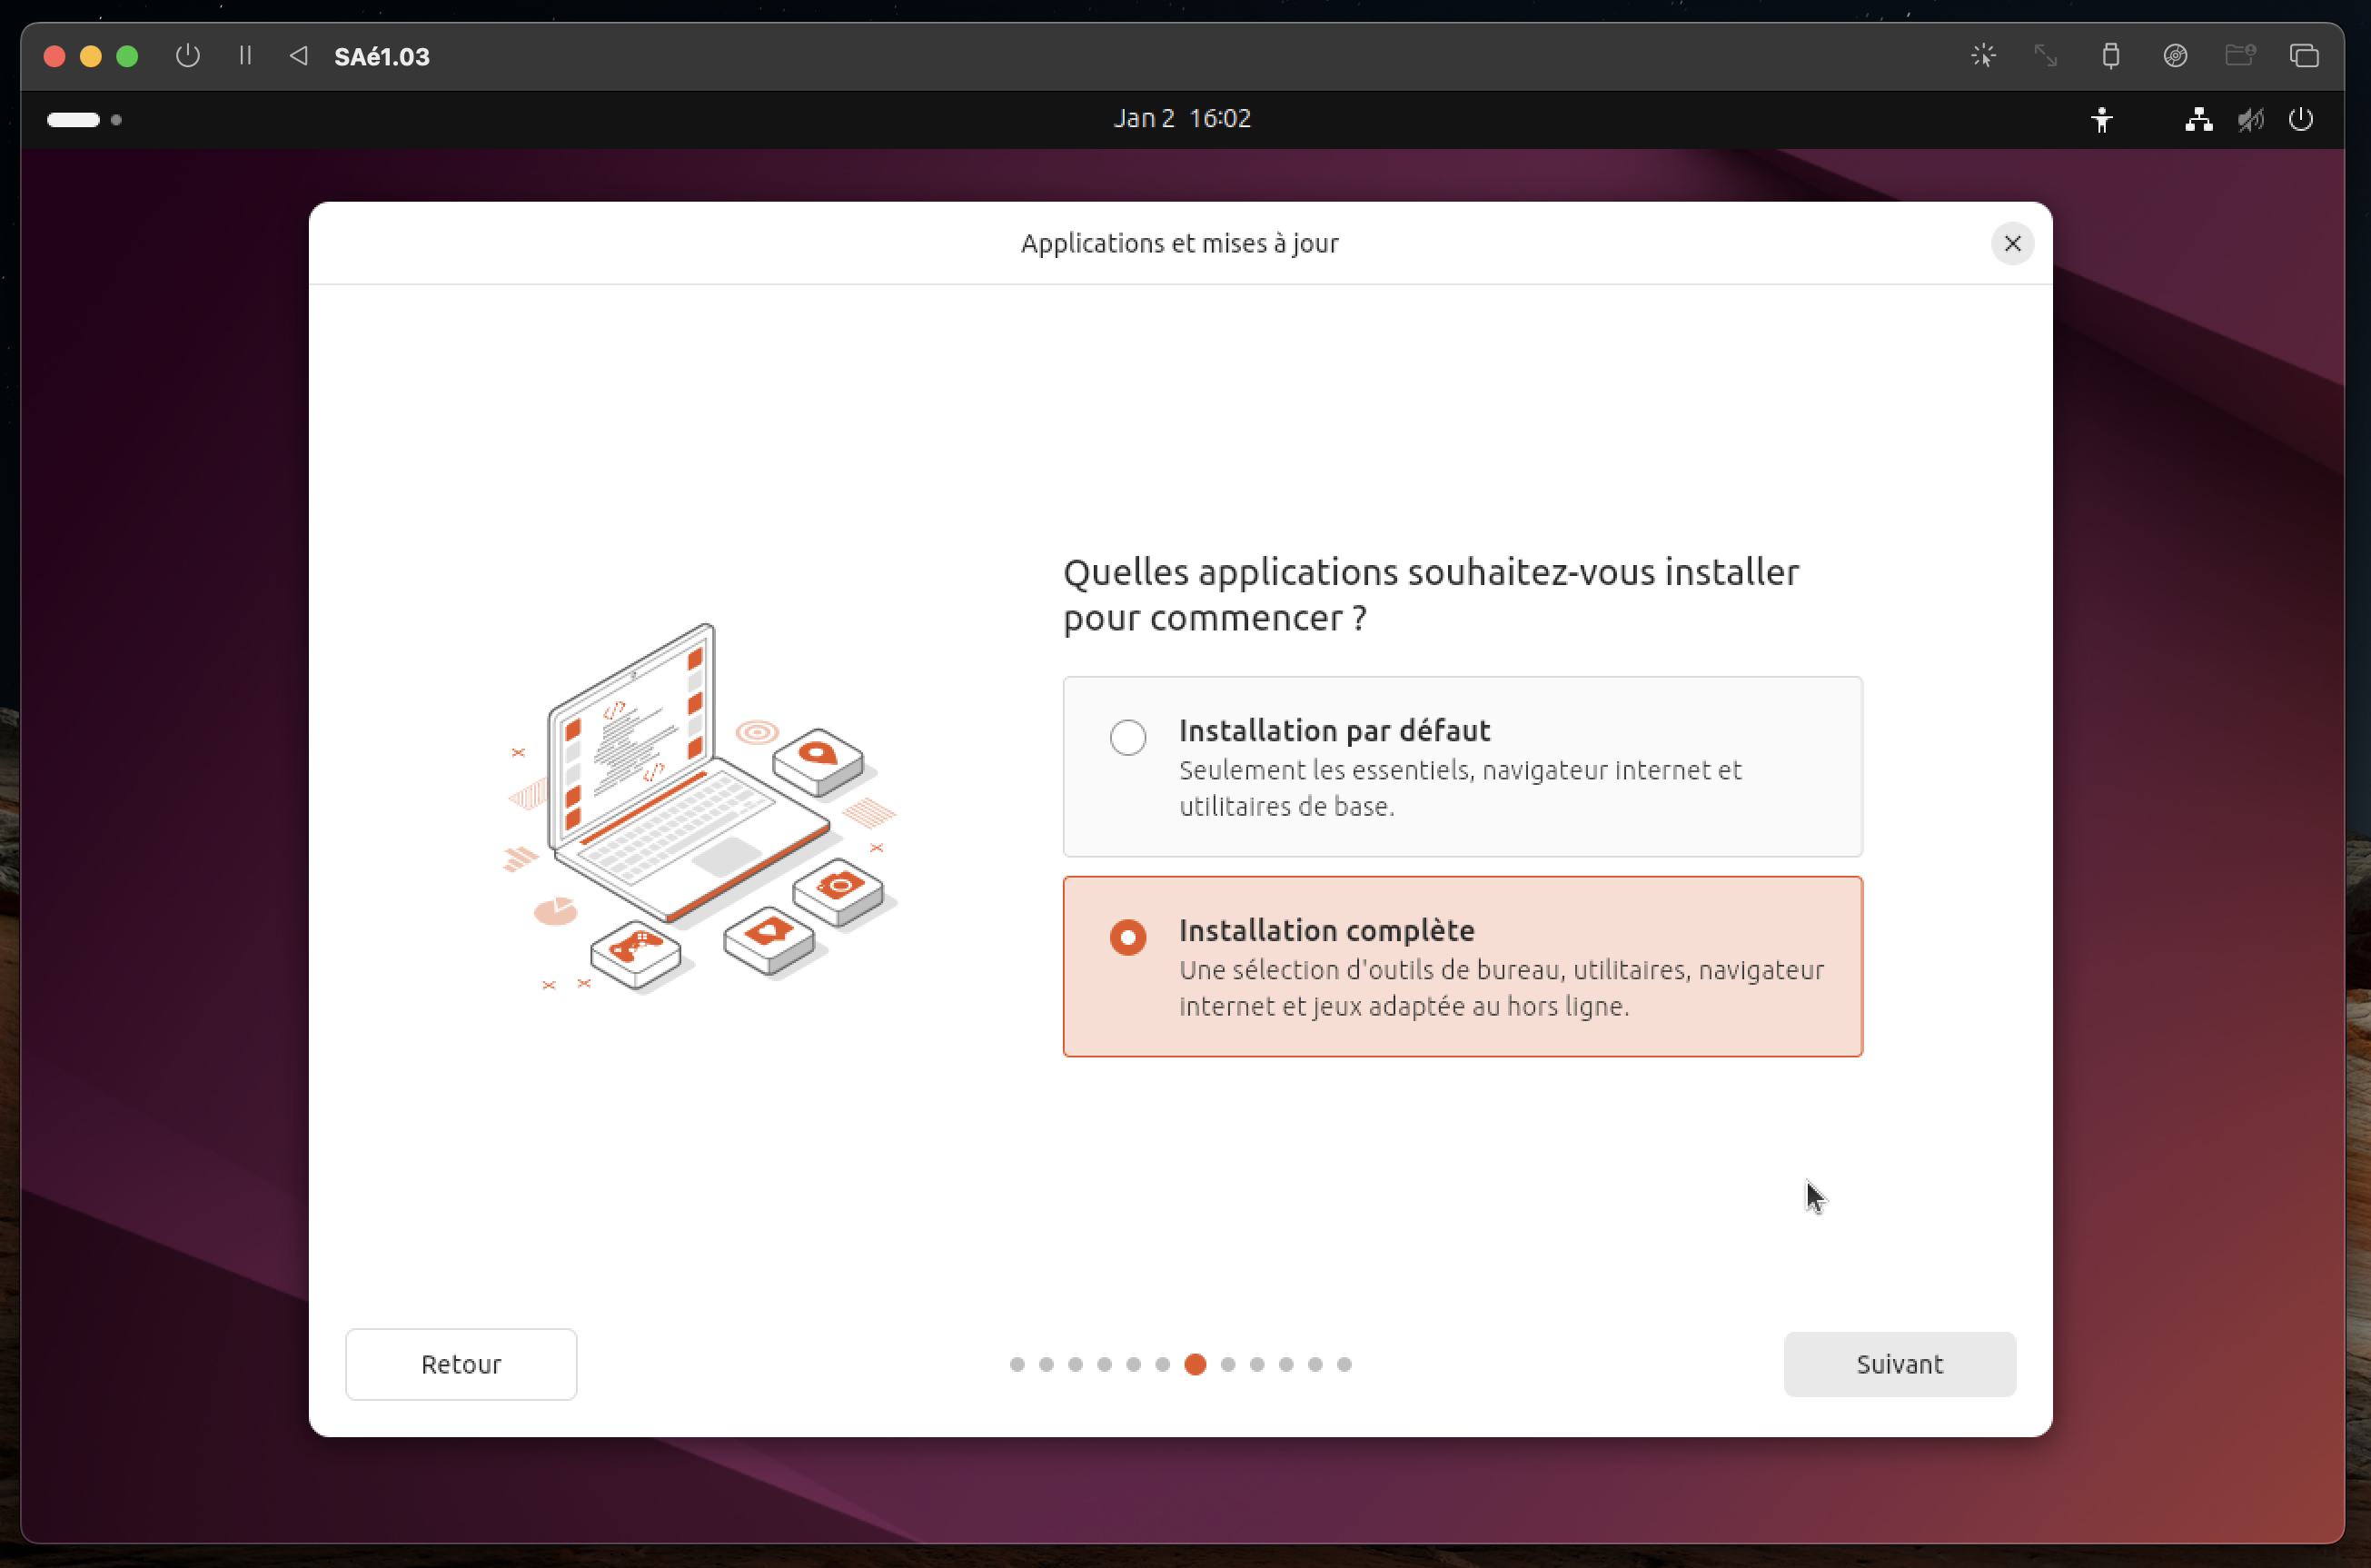 SAé1.03
Jan 2 16:02
Applications et mises à jour
Quelles applications souhaitez-vous installer
pour commencer ?
Installation par défaut
Seulement les essentiels, navigateur internet et
utilitaires de base.
Installation complète
Une sélection d'outils de bureau, utilitaires, navigateur
internet et jeux adaptée au hors ligne.
Retour
Suivant